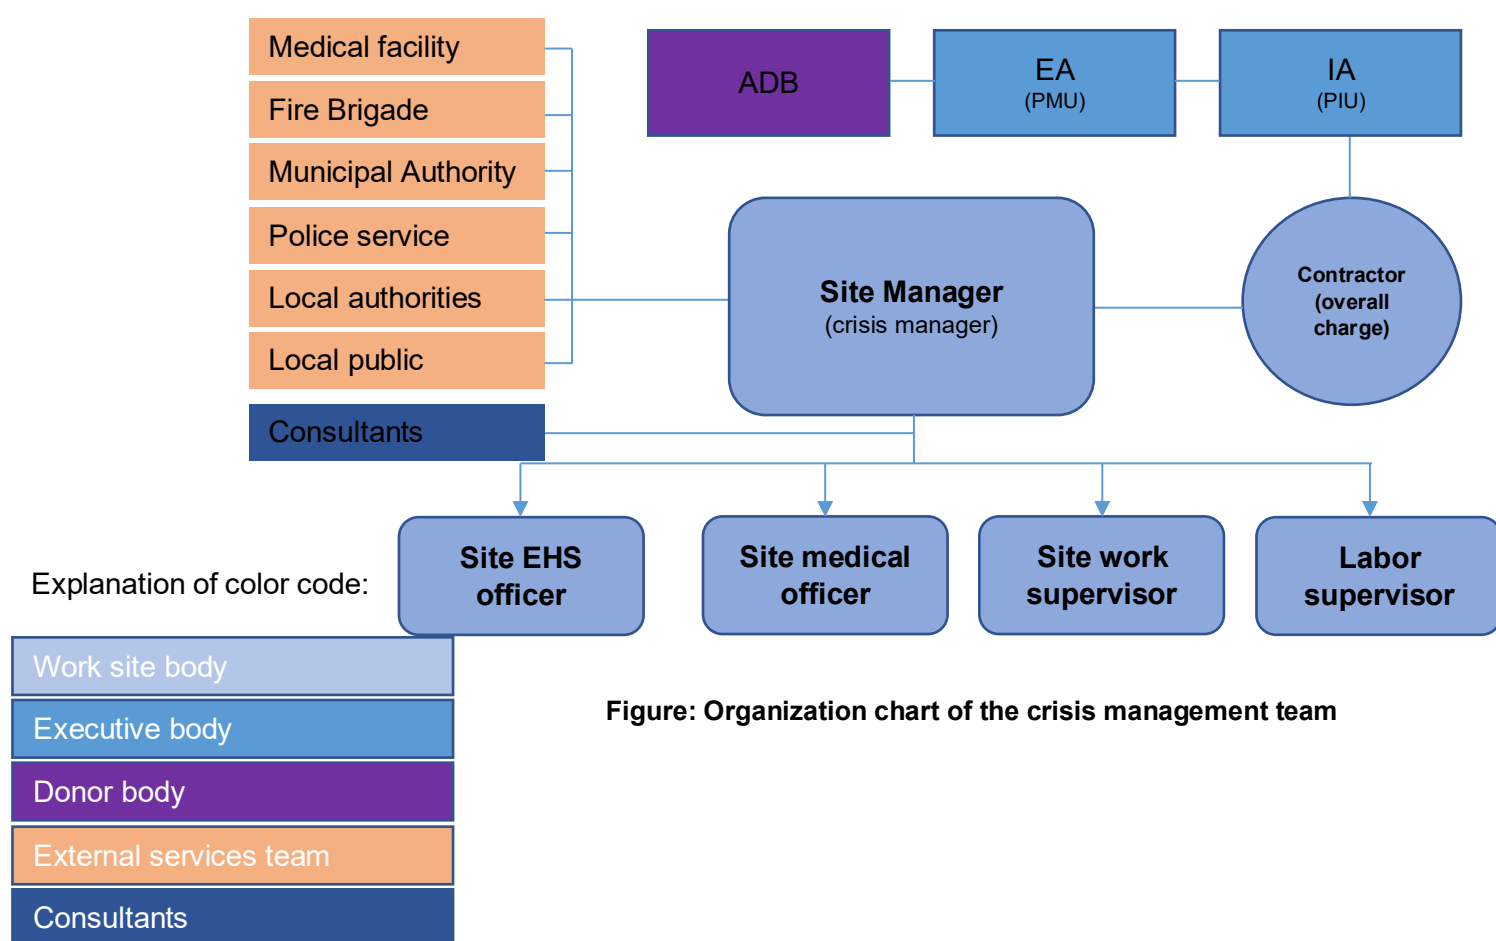 Medical facility
Fire Brigade
Municipal Authority
Police service
Local authorities
Local public
Consultants
ADB
EA
(PMU)
IA
(PIU)
Site Manager
(crisis manager)
Contractor
(overall
charge)
Site EHS
officer
Site medical
officer
Site work
supervisor
Labor
supervisor
Explanation of color code:
Work site body
Executive body
Donor body
External services team
Consultants
Figure: Organization chart of the crisis management team